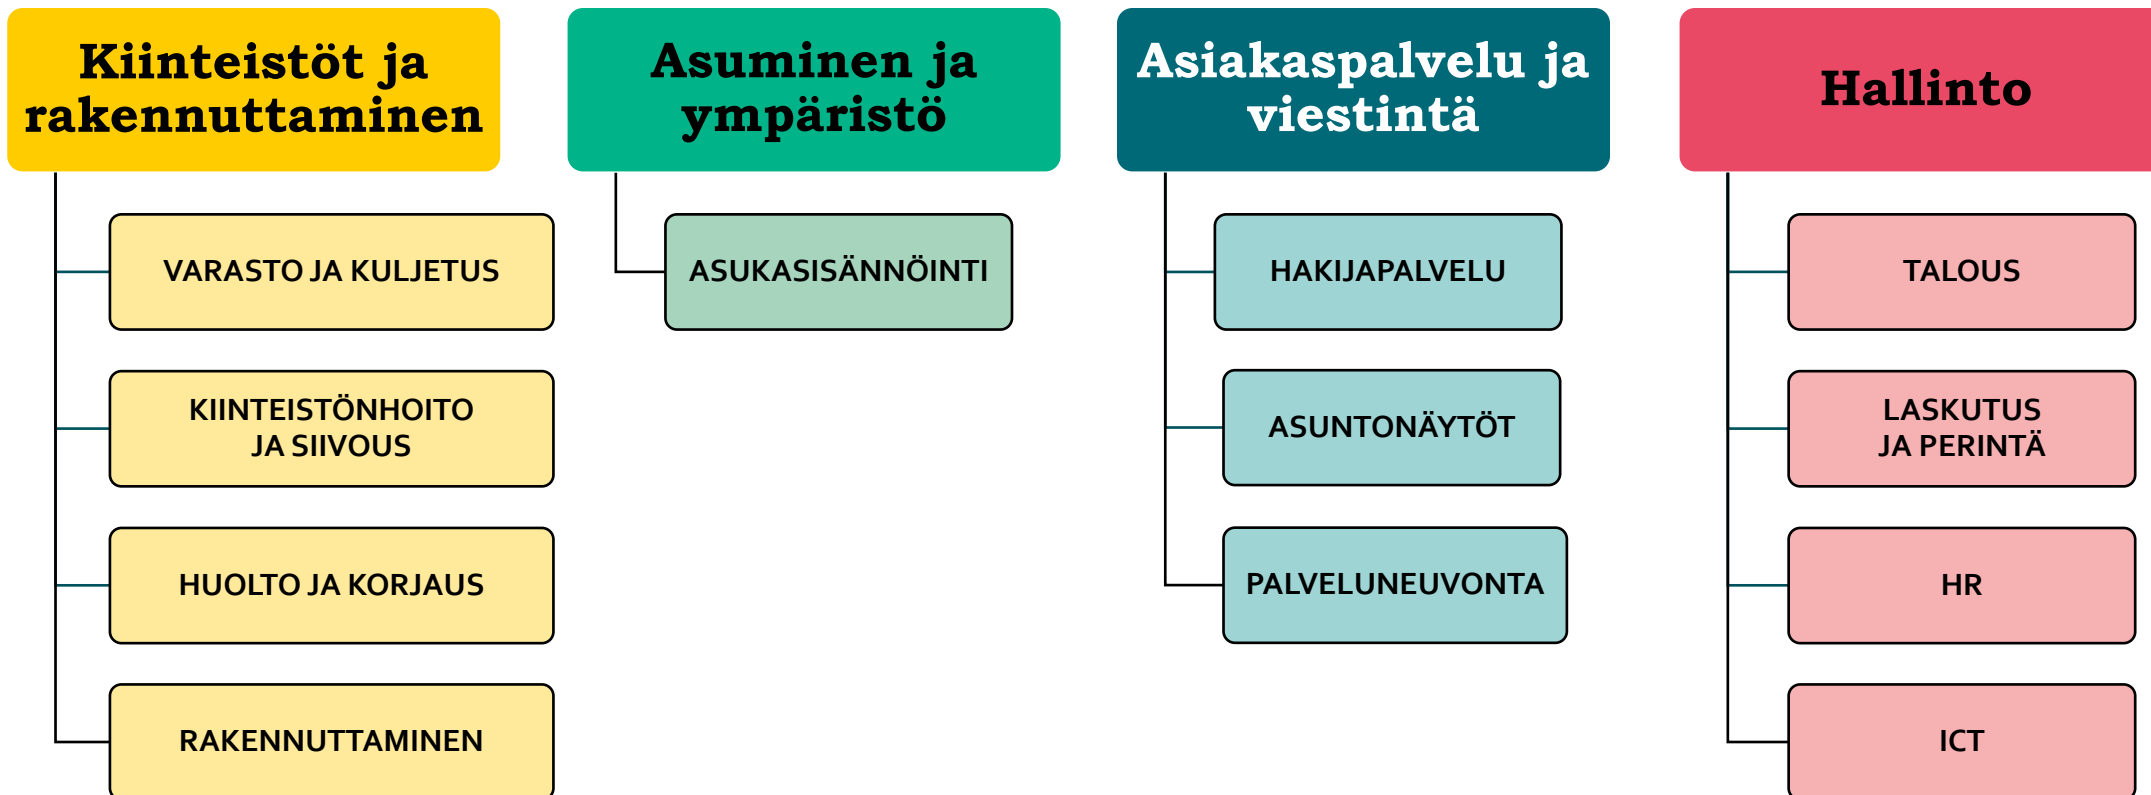 Kiinteistöt ja
rakennuttaminen
VARASTO JA KULJETUS
KIINTEISTÖNHOITO
JA SIIVOUS
HUOLTO JA KORJAUS
RAKENNUTTAMINEN
Asuminen ja
ympäristö
ASUKASISÄNNÖINTI
Asiakaspalvelu ja
viestintä
HAKIJAPALVELU
ASUNTONÄYTÖT
PALVELUNEUVONTA
Hallinto
TALOUS
LASKUTUS
JA PERINTÄ
HR
ICT